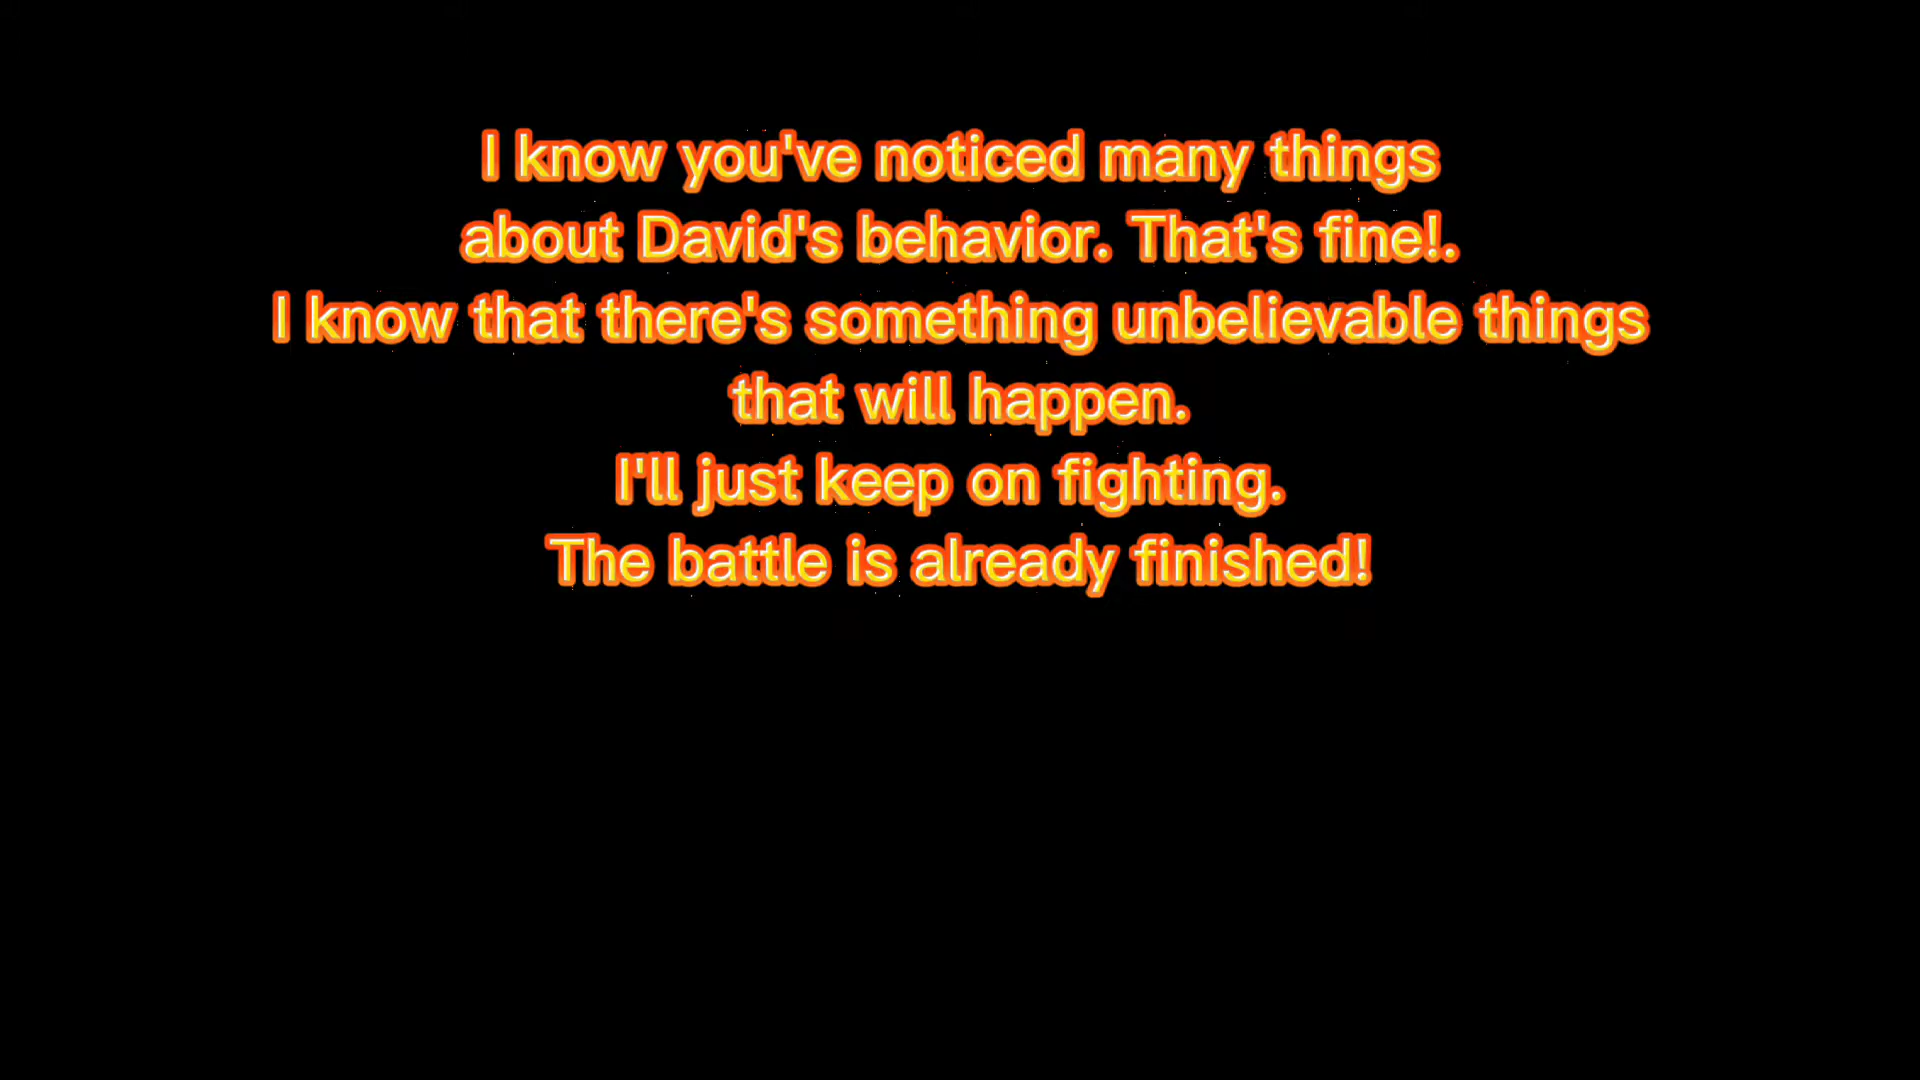 I know you've noticed many things
about David's behavior. That's fine!.
I know that there's something unbelievable things
that will happen.
I'll just keep on fighting.
The battle is already finished!